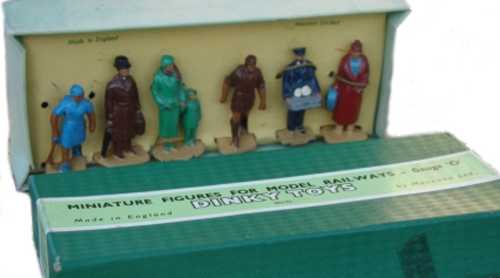 Made in England
MINIATURE FIGURES FOR MODEL RAILWAYS - Gauge 'O'
DINKY TOYS
Made in England
by Meccano Ltd.